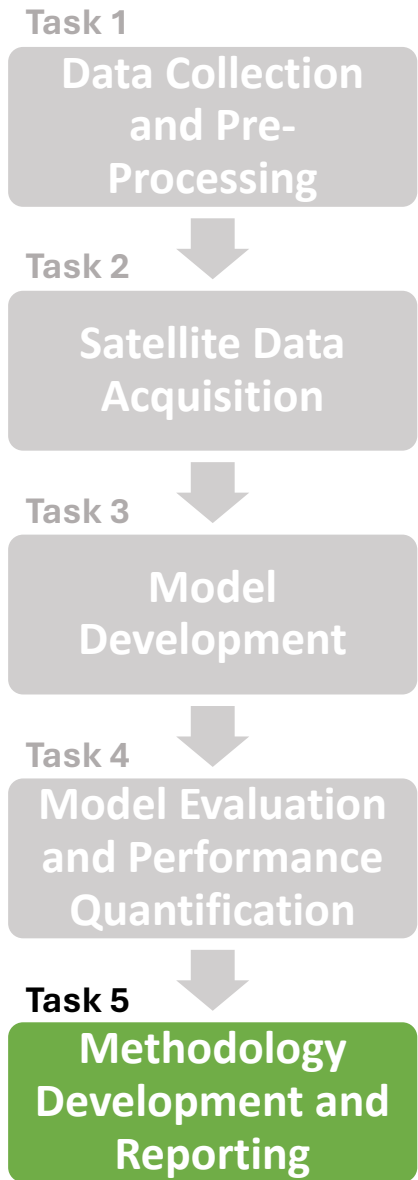 Task 1
Data Collection
and Pre-
Processing
Task 2
Satellite Data
Acquisition
Task 3
Model
Development
Task 4
Model Evaluation
and Performance
Quantification
Task 5
Methodology
Development and
Reporting